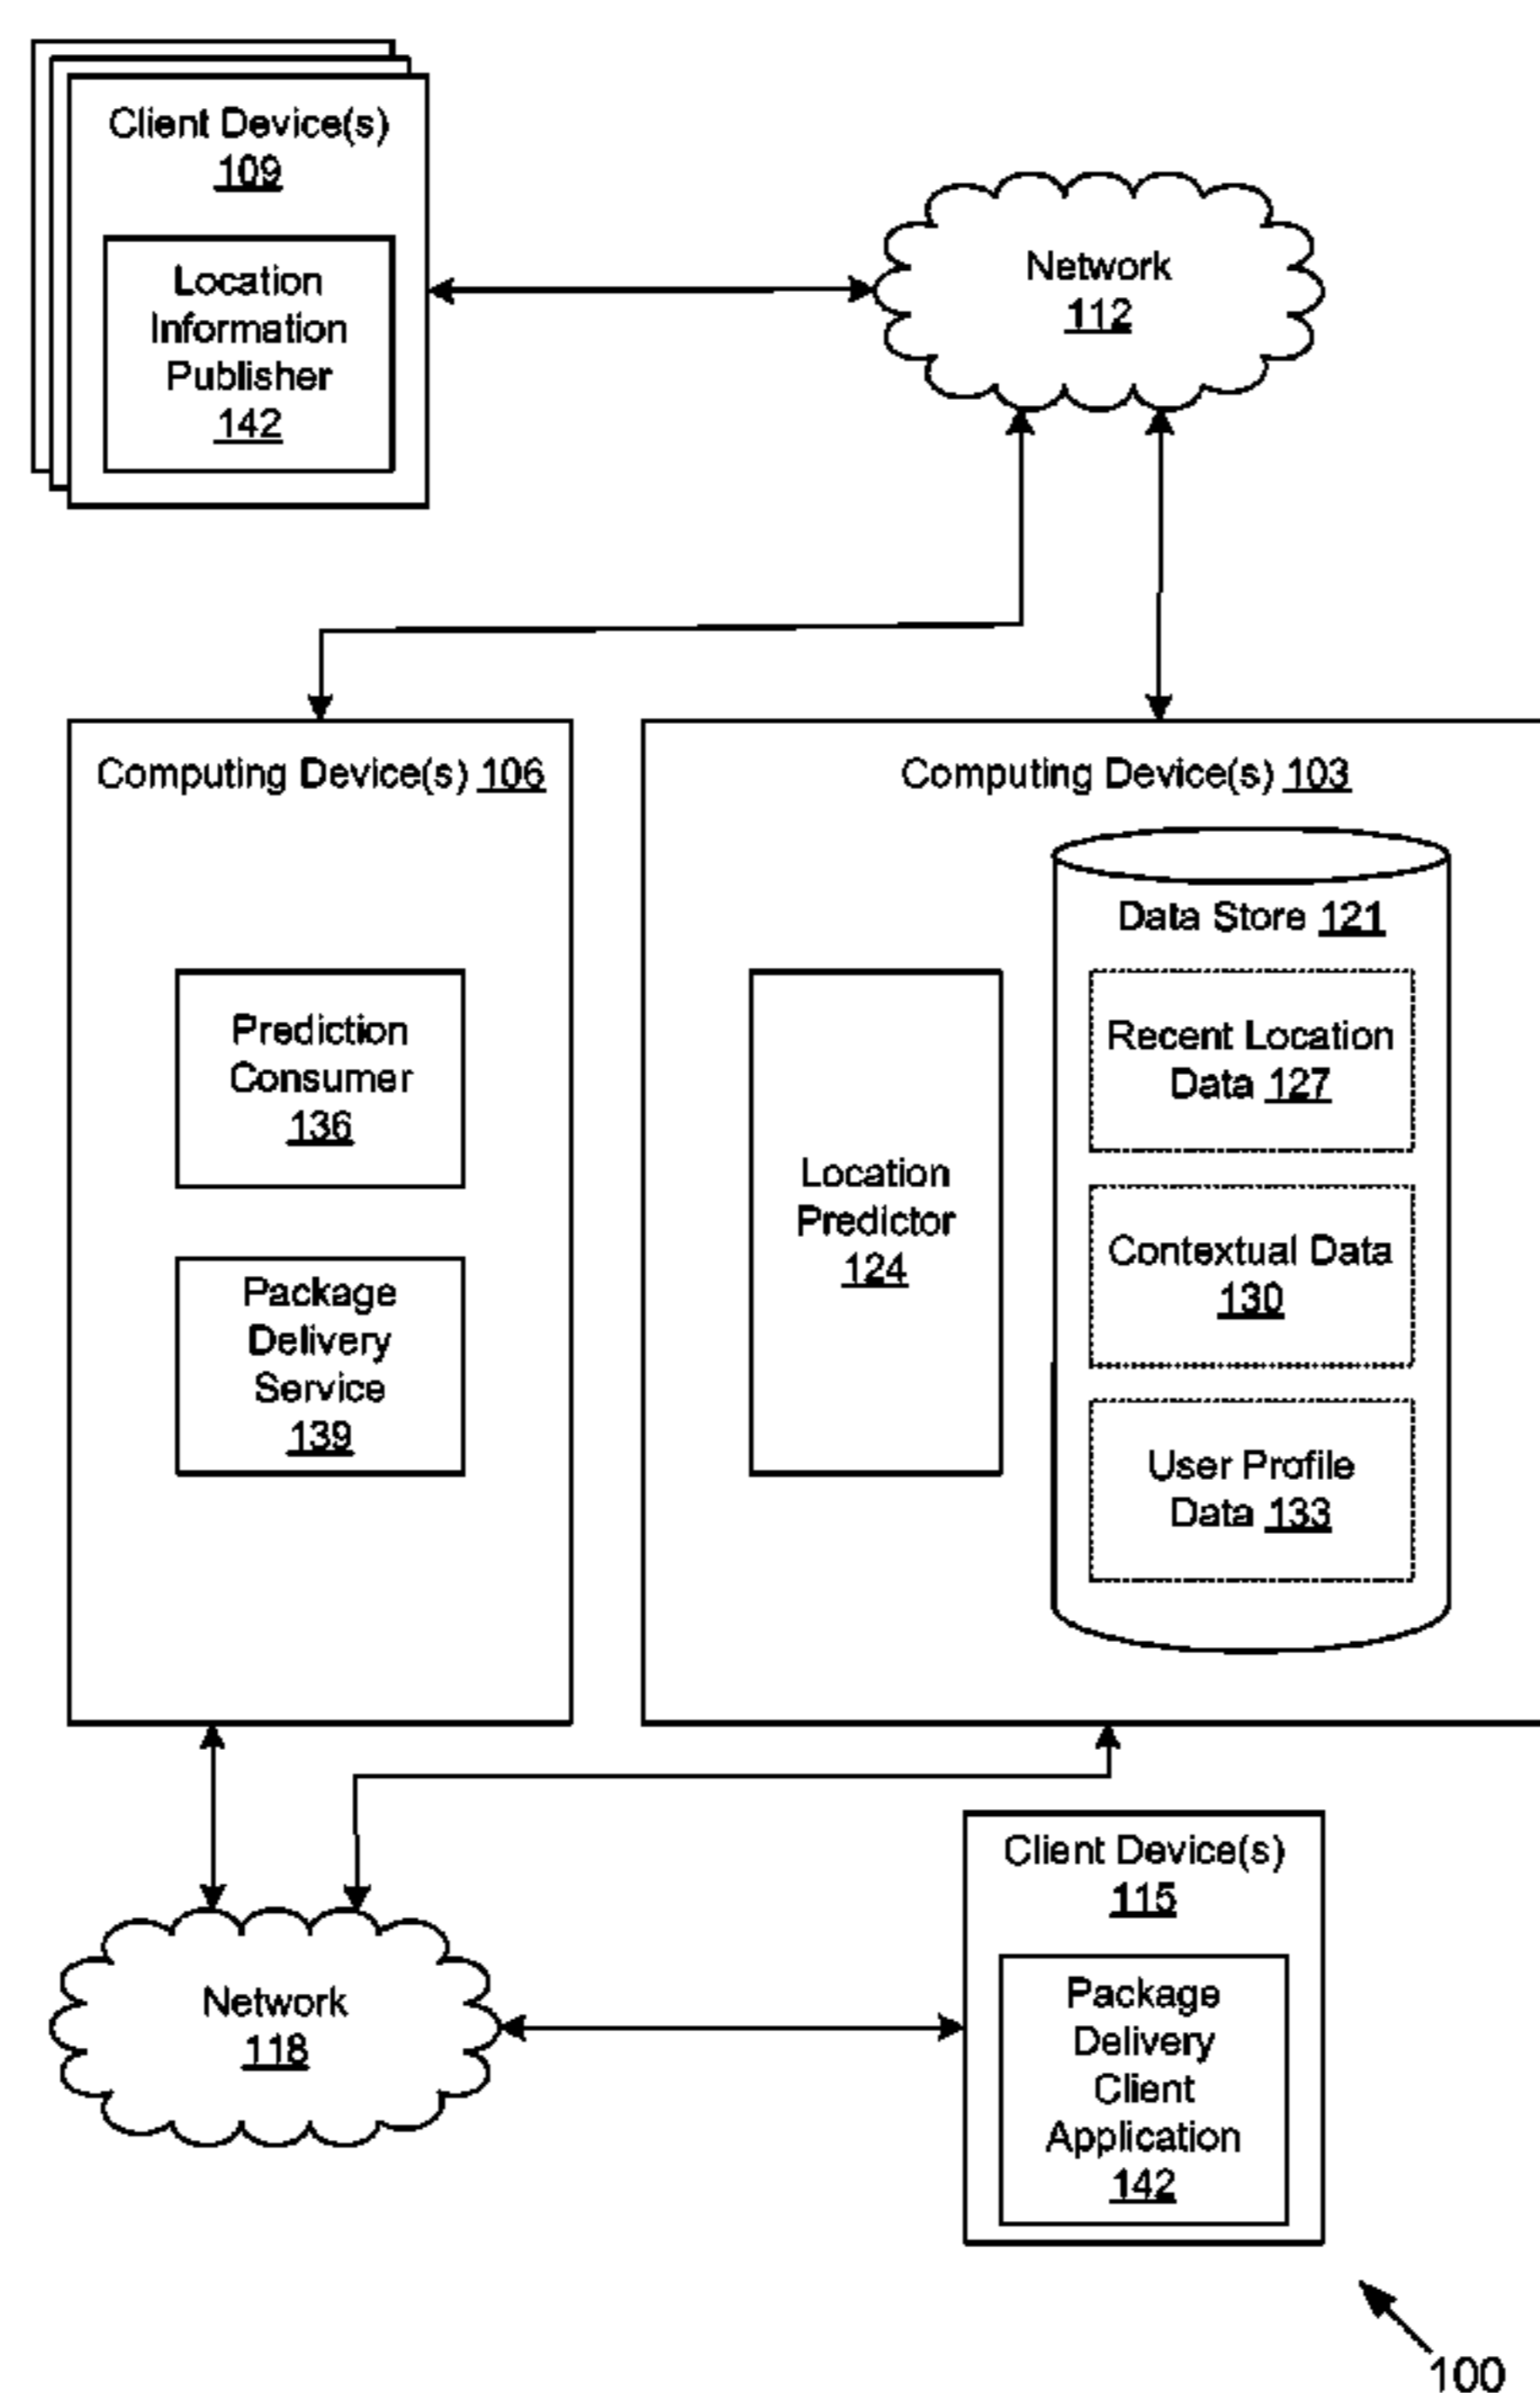 Client Device(s)
109
Location
Information
Publisher
142
Network
112
Computing Device(s) 106
Prediction
Consumer
136
Package
Delivery
Service
139
Computing Device(s) 103
Location
Predictor
124
Data Store 121
Recent Location
Data 127
Contextual Data
130
User Profile
Data 133
Network
118
Client Device(s)
115
Package
Delivery
Client
Application
142
100